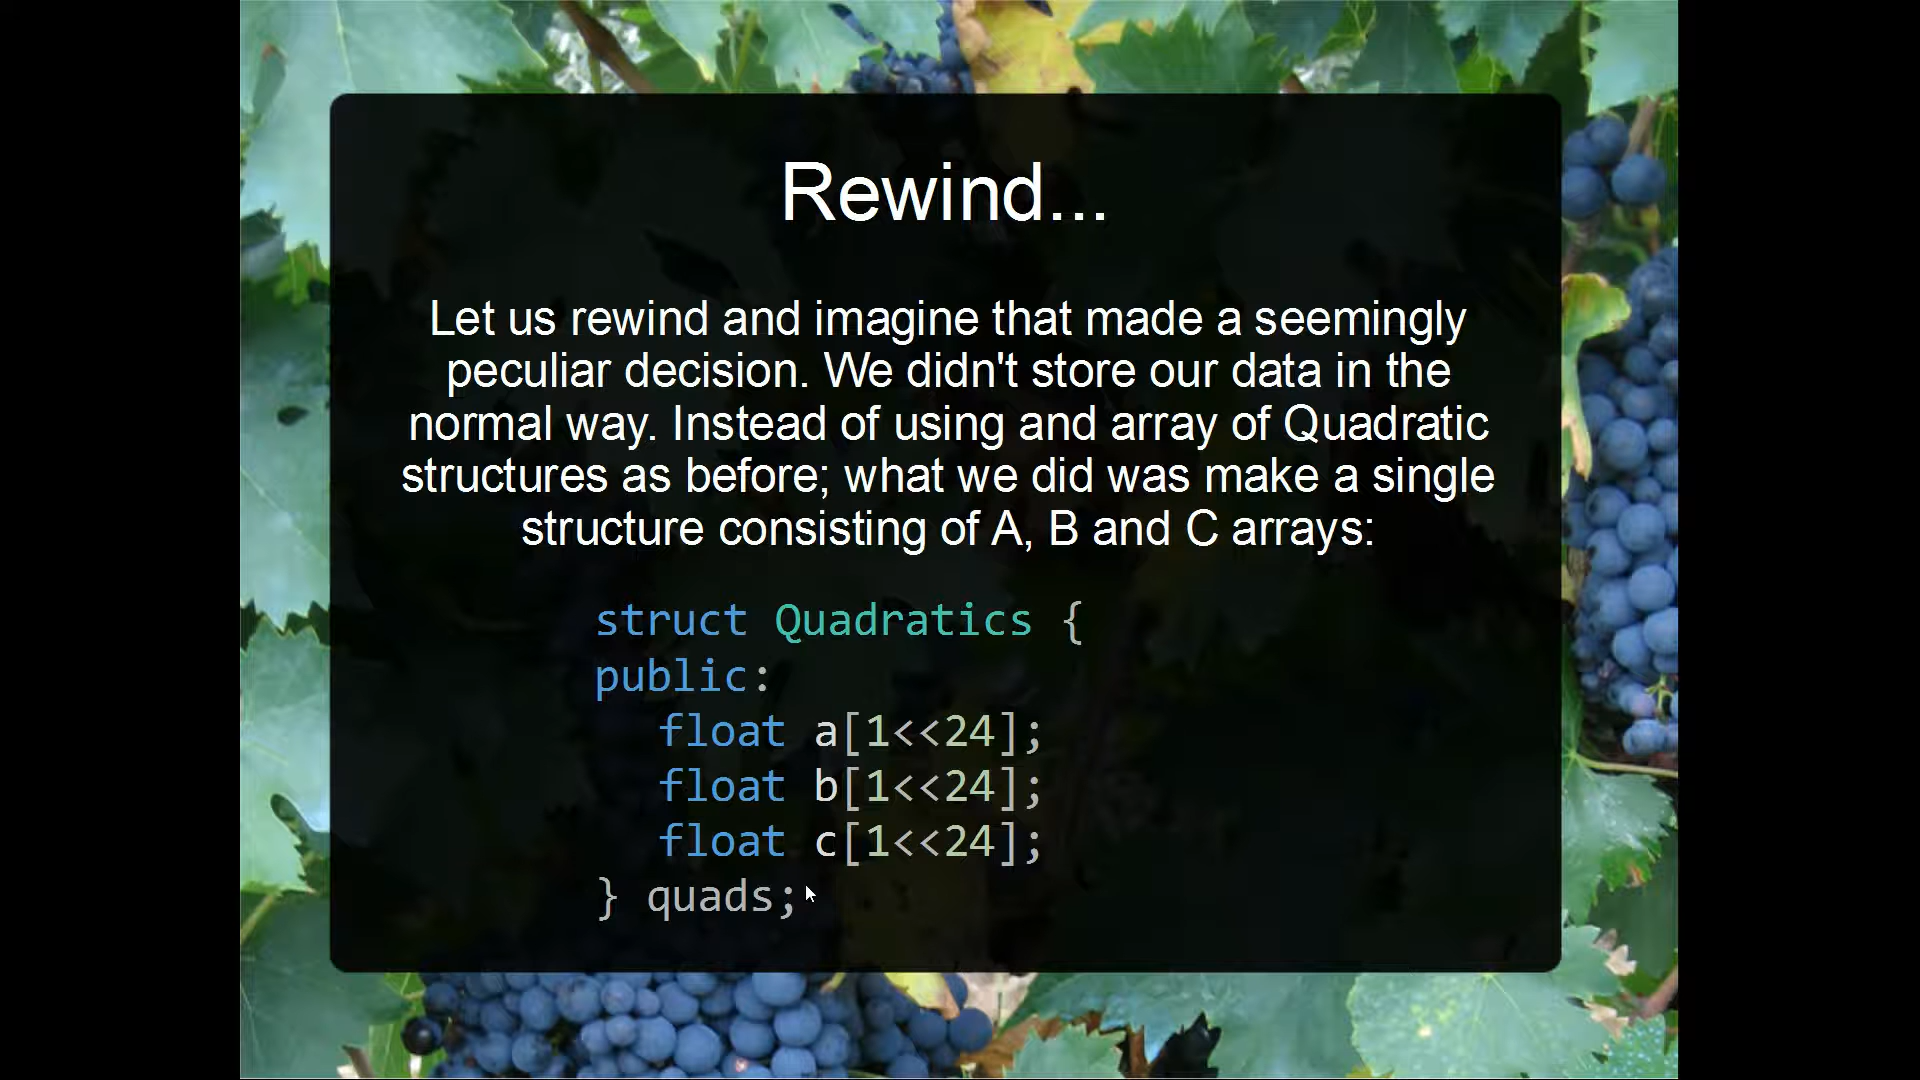 Rewind...
Let us rewind and imagine that made a seemingly
peculiar decision. We didn't store our data in the
normal way. Instead of using and array of Quadratic
structures as before; what we did was make a single
structure consisting of A, B and C arrays:
struct Quadratics {
public:
float a[1<<24];
float b[1<<24];
float c[1<<24];
} quads;